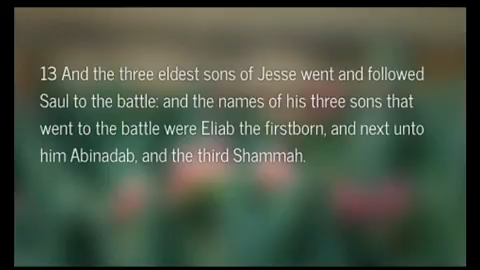 13 And the three eldest sons of Jesse went and followed
Saul to the battle: and the names of his three sons that
went to the battle were Eliab the firstborn, and next unto
him Abinadab, and the third Shammah.